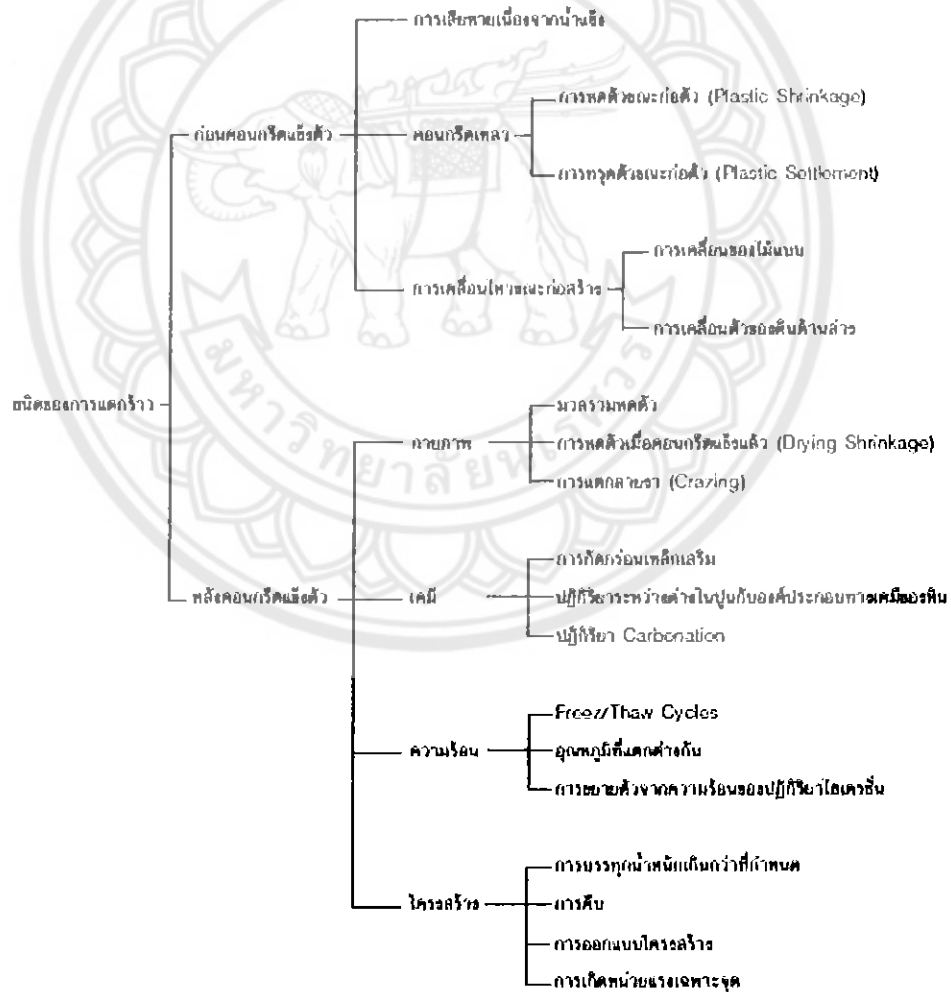 การเสียหายเนื่องจากน้ำแข็ง
การหดตัวขณะก่อตัว (Plastic Shrinkage)
ก่อนคอนกรีตแข็งตัว
คอนกรีตเหลว
การทรุดตัวขณะก่อตัว (Plastic Settlement)
การเคลื่อนของไม้แบบ
การเคลื่อนไหวขณะก่อสร้าง
การเคลื่อนตัวของดินด้านล่าง
มหาวิทยาลัยนเรศวร
ชนิดของการแตกร้าว
มวลรวมหดตัว
กายภาพ
การหดตัวเมื่อคอนกรีตแข็งแล้ว (Drying Shrinkage)
การแตกลายงา (Crazing)
การกัดกร่อนเหล็กเสริม
หลังคอนกรีตแข็งตัว
เคมี
ปฏิกิริยาระหว่างด่างในปูนกับองค์ประกอบทางเคมีของหิน
ปฏิกิริยา Carbonation
Freez/Thaw Cycles
ความร้อน
อุณหภูมิที่แตกต่างกัน
การขยายตัวจากความร้อนของปฏิกิริยาไฮเดรชั่น
การบรรทุกน้ำหนักเกินกว่าที่กำหนด
โครงสร้าง
การคืบ
การออกแบบโครงสร้าง
การเกิดหน่วยแรงเฉพาะจุด